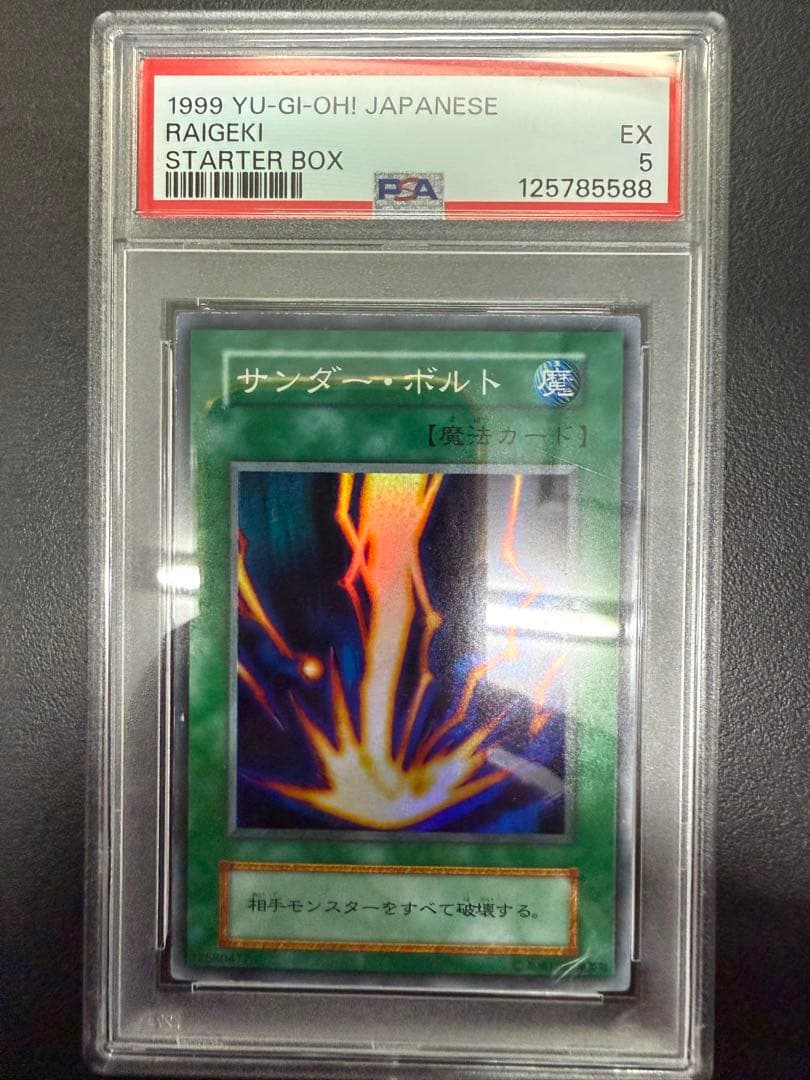 1999 YU-GI-OH! JAPANESE
RAIGEKI
EX
STARTER BOX
5
PSA
125785588
サンダー・ボルト
魔
【魔法カード】
相手モンスターをすべて破壊する。